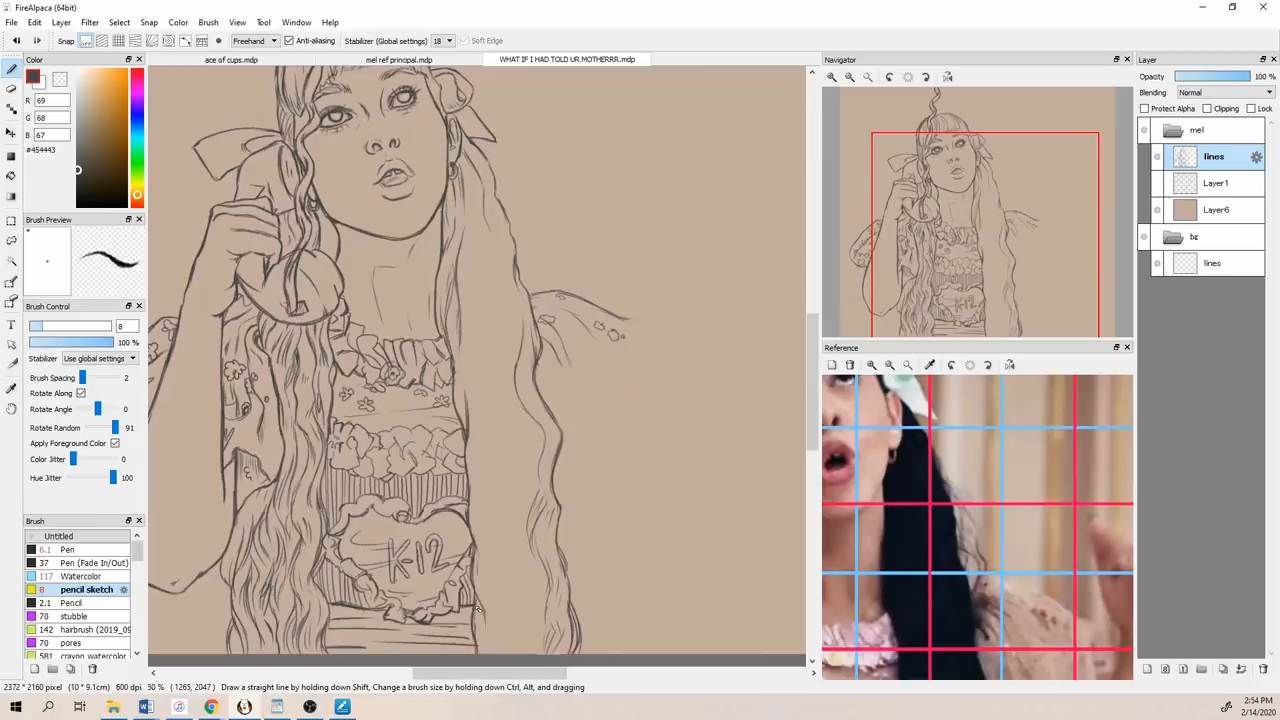 FireAlpaca (64bit)
File Edit Layer Filter Select Snap Color Brush View Tool Window Help
Snap OFF Freehand Anti-aliasing Stabilizer (Global settings) 18 Soft Edge
Color
ace of cups.mdp mel ref principal.mdp WHAT IF I HAD TOLD UR MOTHERRR.mdp
Navigator
Layer
R 69
G 68
B 67
#454443
Opacity 100 %
Blending Normal
Protect Alpha Clipping Lock
mel
lines
Layer1
Layer6
bg
lines
Brush Preview
Brush Control
8
100 %
Stabilizer Use global settings
Brush Spacing 2
Rotate Along
Rotate Angle 0
Rotate Random 91
Apply Foreground Color
Color Jitter 0
Hue Jitter 100
Reference
K-12
K-12
Brush
Untitled
6.1 Pen
37 Pen (Fade In/Out)
117 Watercolor
8 pencil sketch
2.1 Pencil
70 stubble
142 hairbrush (2019_09
70 pores
581 crayon watercolor
2372 * 2160 pixel (10 * 9.1cm) 600 dpi 50 % (1265, 2047) Draw a straight line by holding down Shift, Change a brush size by holding down Ctrl, Alt, and dragging
2:54 PM
2/14/2020